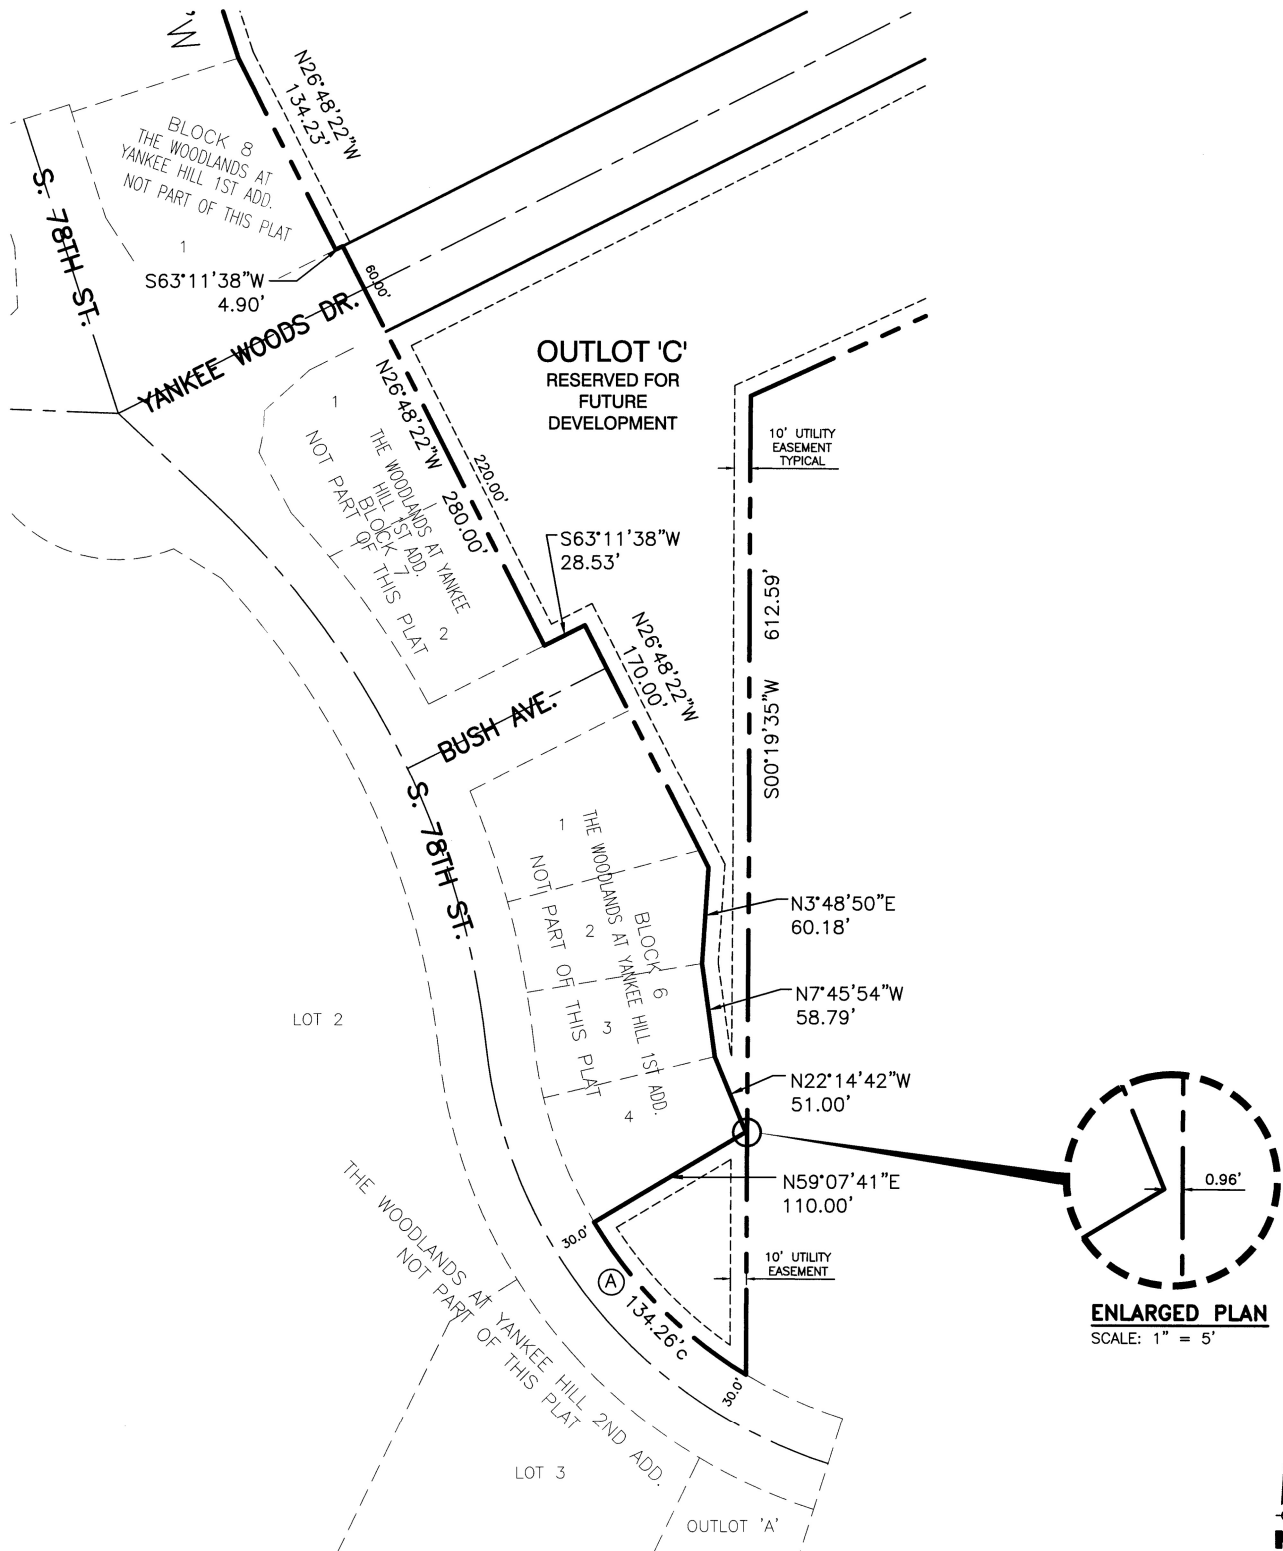 'W
N26°48'22"W
134.23'
BLOCK 8
THE WOODLANDS AT
YANKEE HILL 1ST ADD.
NOT PART OF THIS PLAT
1
S. 78TH ST.
S63°11'38"W
4.90'
60.00'
YANKEE WOODS DR.
OUTLOT 'C'
RESERVED FOR
FUTURE
DEVELOPMENT
N26°48'22"W 280.00'
220.00'
1
THE WOODLANDS AT YANKEE
HILL 1ST ADD.
BLOCK 7
NOT PART OF THIS PLAT
2
10' UTILITY
EASEMENT
TYPICAL
S63°11'38"W
28.53'
S00°19'35"W 612.59'
N26°48'22"W
170.00'
BUSH AVE.
S. 78TH ST.
1
THE WOODLANDS AT YANKEE HILL 1ST ADD.
BLOCK 6
NOT PART OF THIS PLAT
2
3
4
N3°48'50"E
60.18'
N7°45'54"W
58.79'
LOT 2
N22°14'42"W
51.00'
N59°07'41"E
110.00'
0.96'
30.0'
10' UTILITY
EASEMENT
A 134.26'c
30.0'
ENLARGED PLAN
SCALE: 1" = 5'
THE WOODLANDS AT YANKEE HILL 2ND ADD.
NOT PART OF THIS PLAT
LOT 3
OUTLOT 'A'